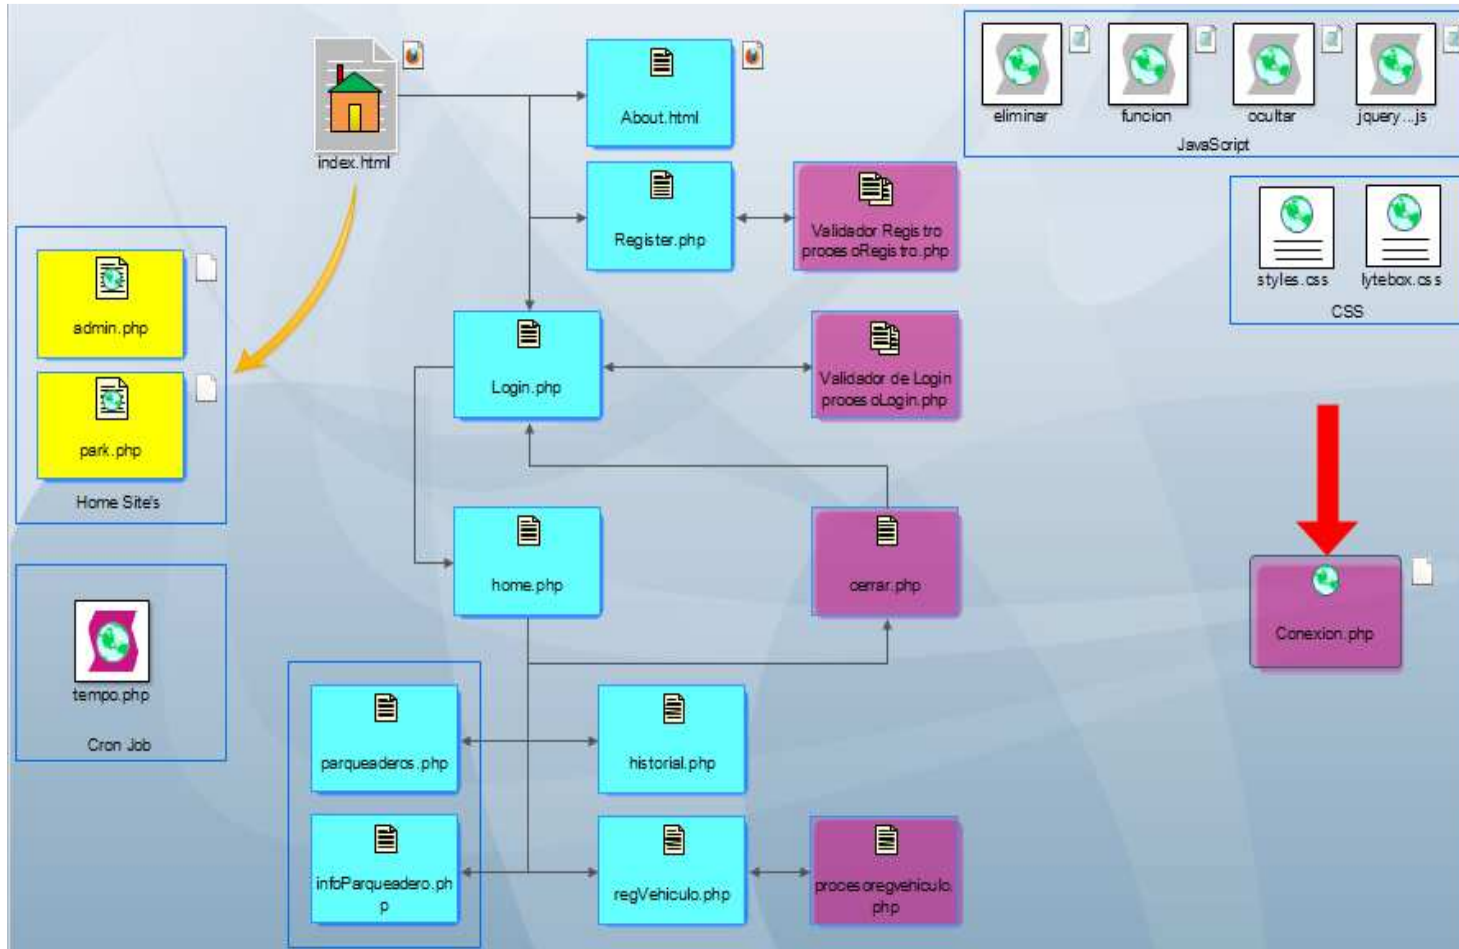 index.html
About.html
Register.php
Validador Registro
procesoRegistro.php
eliminar
funcion
ocultar
jquery...js
JavaScript
styles.css
lytebox.css
CSS
admin.php
park.php
Home Site's
Login.php
Validador de Login
procesoLogin.php
home.php
cerrar.php
Conexion.php
tempo.php
Cron Job
parqueaderos.php
historial.php
infoParqueadero.ph
p
regVehiculo.php
procesoregvehiculo.
php